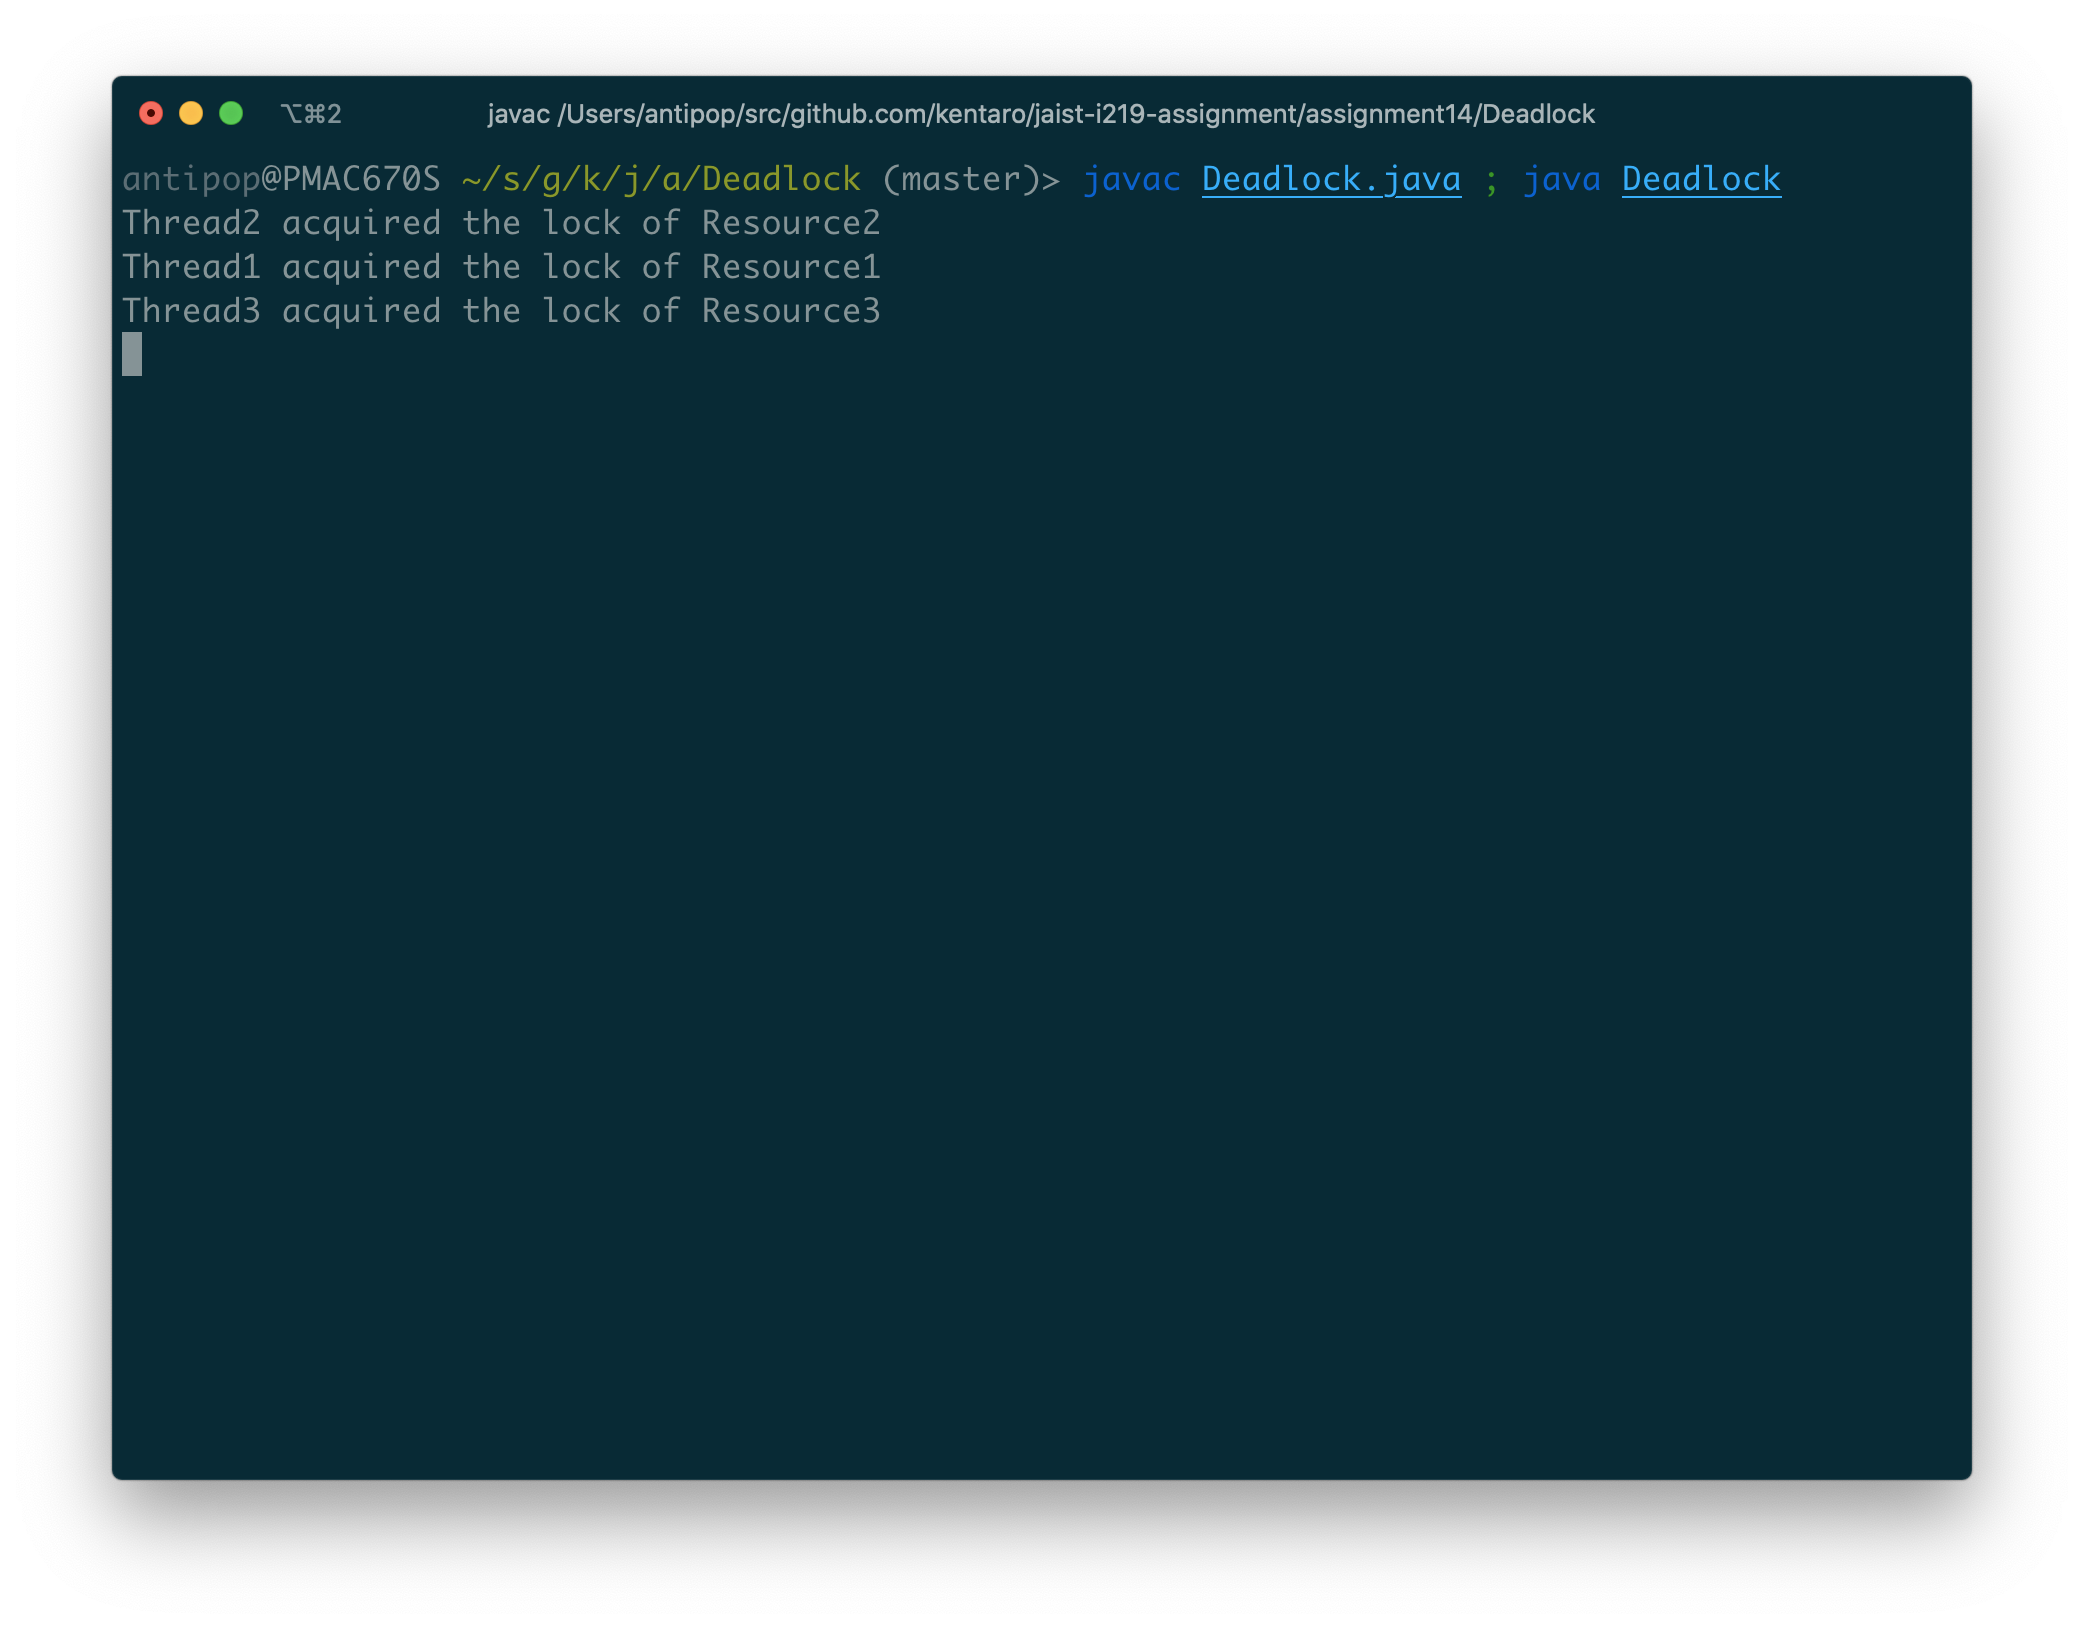 ⌥⌘2 javac /Users/antipop/src/github.com/kentaro/jaist-i219-assignment/assignment14/Deadlock
antipop@PMAC670S ~/s/g/k/j/a/Deadlock (master)> javac Deadlock.java ; java Deadlock
Thread2 acquired the lock of Resource2
Thread1 acquired the lock of Resource1
Thread3 acquired the lock of Resource3